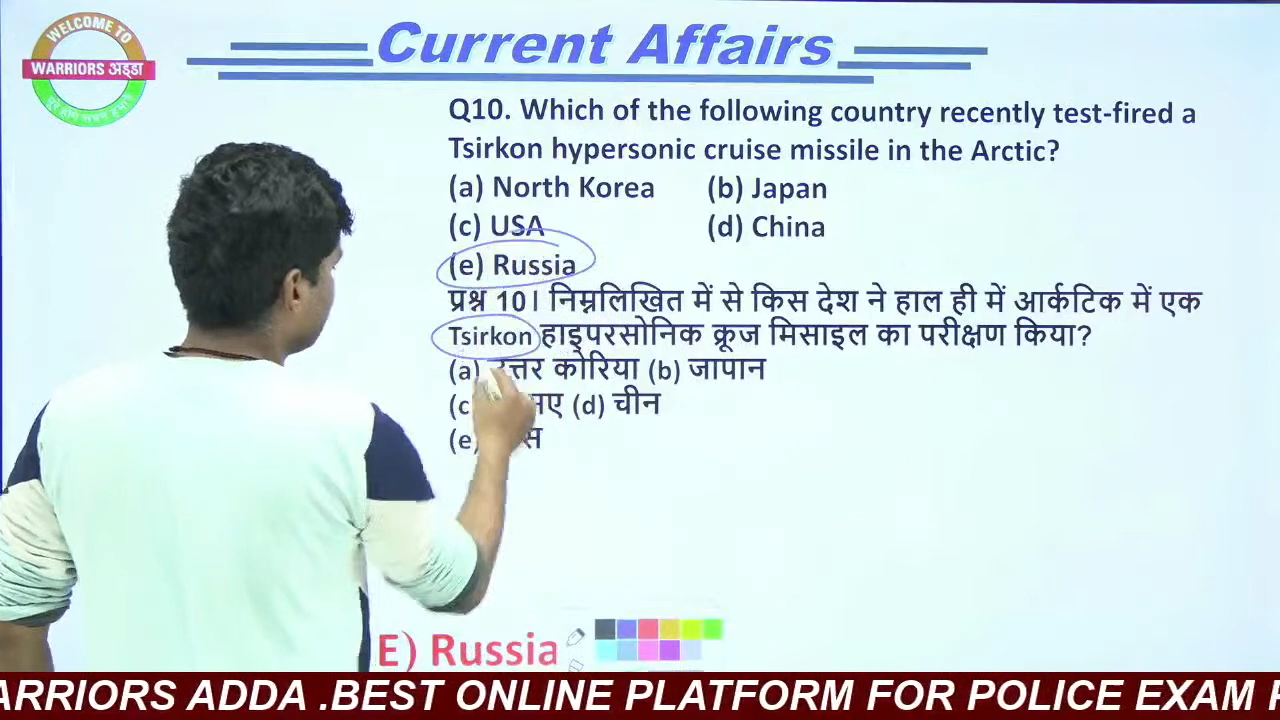 WELCOME TO
WARRIORS अड्डा
Current Affairs
Q10. Which of the following country recently test-fired a
Tsirkon hypersonic cruise missile in the Arctic?
(a) North Korea (b) Japan
(c) USA (d) China
(e) Russia
प्रश्न 10। निम्नलिखित में से किस देश ने हाल ही में आर्कटिक में एक
Tsirkon हाइपरसोनिक क्रूज मिसाइल का परीक्षण किया?
(a) उत्तर कोरिया (b) जापान
(d) चीन
(e)
E) Russia
ARRIORS ADDA .BEST ONLINE PLATFORM FOR POLICE EXAM